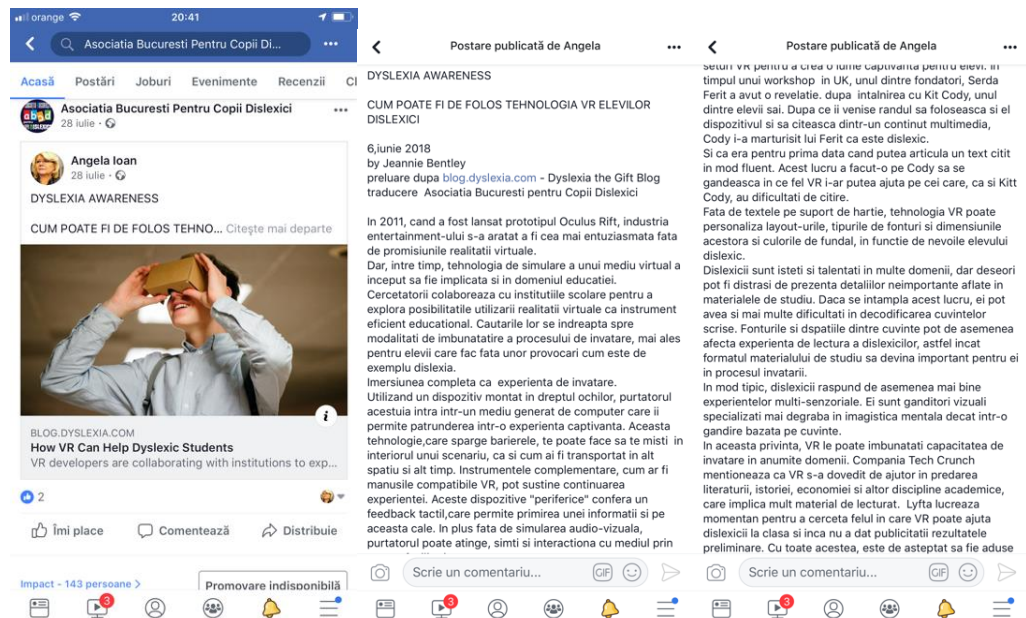 orange
20:41
Asociatia Bucuresti Pentru Copii Di...
Acasă Postări Joburi Evenimente Recenzii
Asociatia Bucuresti Pentru Copii Dislexici
28 iulie
Angela Ioan
28 iulie
DYSLEXIA AWARENESS
CUM POATE FI DE FOLOS TEHNO... Citește mai departe
BLOG.DYSLEXIA.COM
How VR Can Help Dyslexic Students
VR developers are collaborating with institutions to exp...
2
Îmi place Comentează Distribuie
Impact - 143 persoane >
Promovare indisponibilă
3
Postare publicată de Angela
DYSLEXIA AWARENESS
CUM POATE FI DE FOLOS TEHNOLOGIA VR ELEVILOR
DISLEXICI
6,iunie 2018
by Jeannie Bentley
preluare dupa blog.dyslexia.com - Dyslexia the Gift Blog
traducere Asociatia Bucuresti pentru Copii Dislexici
In 2011, cand a fost lansat prototipul Oculus Rift, industria
entertainment-ului s-a aratat a fi cea mai entuziasmata fata
de promisiunile realitatii virtuale.
Dar, intre timp, tehnologia de simulare a unui mediu virtual a
inceput sa fie implicata si in domeniul educatiei.
Cercetatorii colaboreaza cu institutiile scolare pentru a
explora posibilitatile utilizarii realitatii virtuale ca instrument
eficient educational. Cautarile lor se indreapta spre
modalitati de imbunatatire a procesului de invatare, mai ales
pentru elevii care fac fata unor provocari cum este de
exemplu dislexia.
Imersiunea completa ca experienta de invatare.
Utilizand un dispozitiv montat in dreptul ochilor, purtatorul
acestuia intra intr-un mediu generat de computer care ii
permite patrunderea intr-o experienta captivanta. Aceasta
tehnologie,care sparge barierele, te poate face sa te misti in
interiorul unui scenariu, ca si cum ai fi transportat in alt
spatiu si alt timp. Instrumentele complementare, cum ar fi
manusile compatibile VR, pot sustine continuarea
experientei. Aceste dispozitive "periferice" confera un
feedback tactil,care permite primirea unei informatii si pe
aceasta cale. In plus fata de simularea audio-vizuala,
purtatorul poate atinge, simti si interactiona cu mediul prin
Scrie un comentariu...
GIF
3
Postare publicată de Angela
seturi VR pentru a crea o lume captivanta pentru elevi. In
timpul unui workshop in UK, unul dintre fondatori, Serda
Ferit a avut o revelatie. dupa intalnirea cu Kit Cody, unul
dintre elevii sai. Dupa ce ii venise randul sa foloseasca si el
dispozitivul si sa citeasca dintr-un continut multimedia,
Cody i-a marturisit lui Ferit ca este dislexic.
Si ca era pentru prima data cand putea articula un text citit
in mod fluent. Acest lucru a facut-o pe Cody sa se
gandeasca in ce fel VR i-ar putea ajuta pe cei care, ca si Kitt
Cody, au dificultati de citire.
Fata de textele pe suport de hartie, tehnologia VR poate
personaliza layout-urile, tipurile de fonturi si dimensiunile
acestora si culorile de fundal, in functie de nevoile elevului
dislexic.
Dislexicii sunt isteti si talentati in multe domenii, dar deseori
pot fi distrasi de prezenta detaliilor neimportante aflate in
materialele de studiu. Daca se intampla acest lucru, ei pot
avea si mai multe dificultati in decodificarea cuvintelor
scrise. Fonturile si dspatiile dintre cuvinte pot de asemenea
afecta experienta de lectura a dislexicilor, astfel incat
formatul materialului de studiu sa devina important pentru ei
in procesul invatarii.
In mod tipic, dislexicii raspund de asemenea mai bine
experientelor multi-senzoriale. Ei sunt ganditori vizuali
specializati mai degraba in imagistica mentala decat intr-o
gandire bazata pe cuvinte.
In aceasta privinta, VR le poate imbunatati capacitatea de
invatare in anumite domenii. Compania Tech Crunch
mentioneaza ca VR s-a dovedit de ajutor in predarea
literaturii, istoriei, economiei si altor discipline academice,
care implica mult material de lecturat. Lyfta lucreaza
momentan pentru a cerceta felul in care VR poate ajuta
dislexicii la clasa si inca nu a dat publicitatii rezultatele
preliminare. Cu toate acestea, este de asteptat sa fie aduse
Scrie un comentariu...
GIF
3